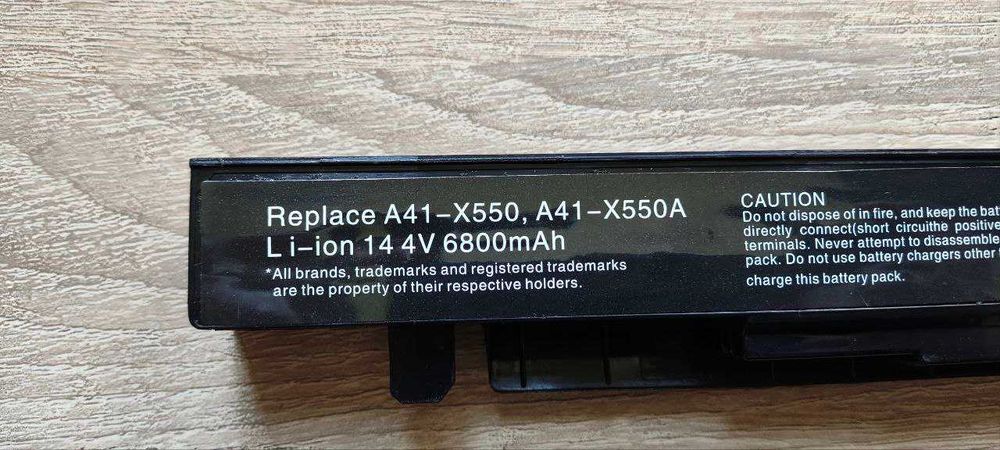 Replace A41-X550, A41-X550A
Li-ion 14 4V 6800mAh
*All brands, trademarks and registered trademarks
are the property of their respective holders.
CAUTION
Do not dispose of in fire, and keep the bat
directly connect(short circuithe positive
terminals. Never attempt to disassemble
pack. Do not use battery chargers other
charge this battery pack.